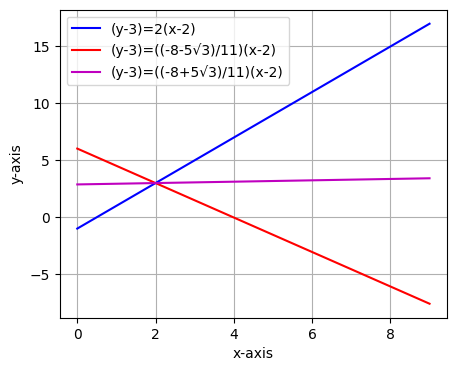 (y-3)=2(x-2)
(y-3)=((-8-5√3)/11)(x-2)
(y-3)=((-8+5√3)/11)(x-2)
15
10
5
0
−5
y-axis
0 2 4 6 8
x-axis